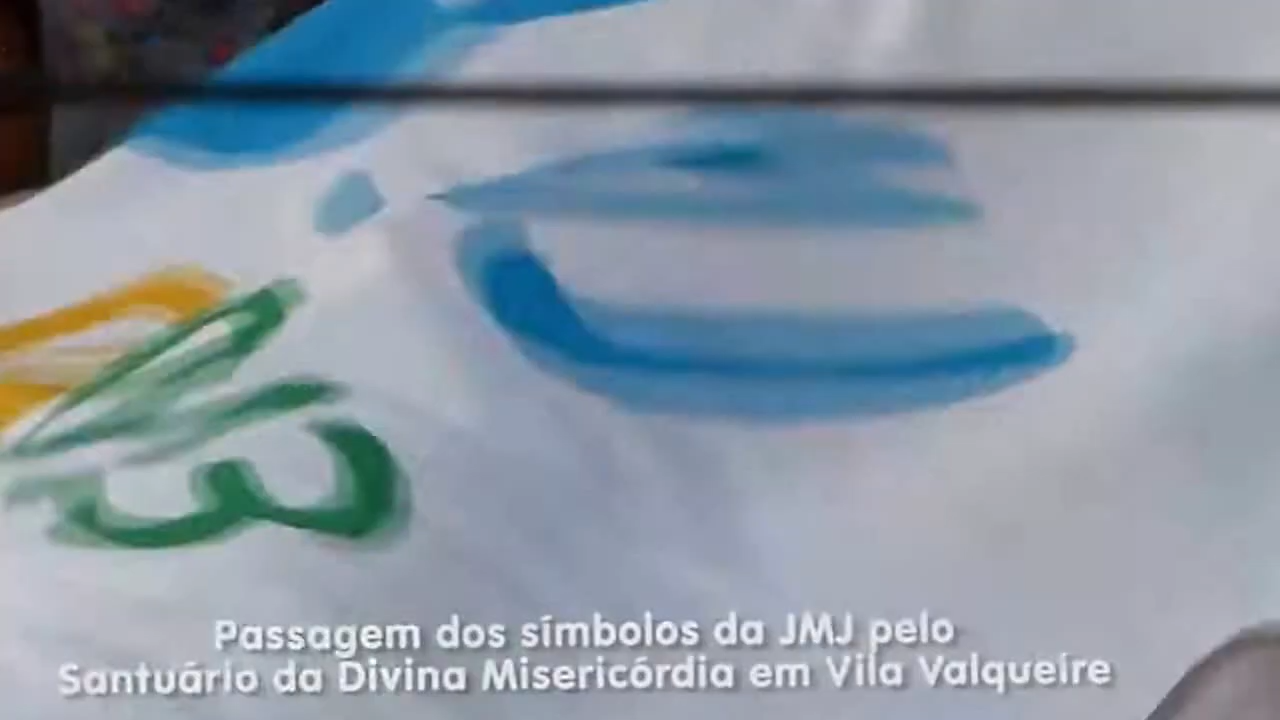 Passagem dos símbolos da JMJ pelo
Santuário da Divina Misericórdia em Vila Valqueire